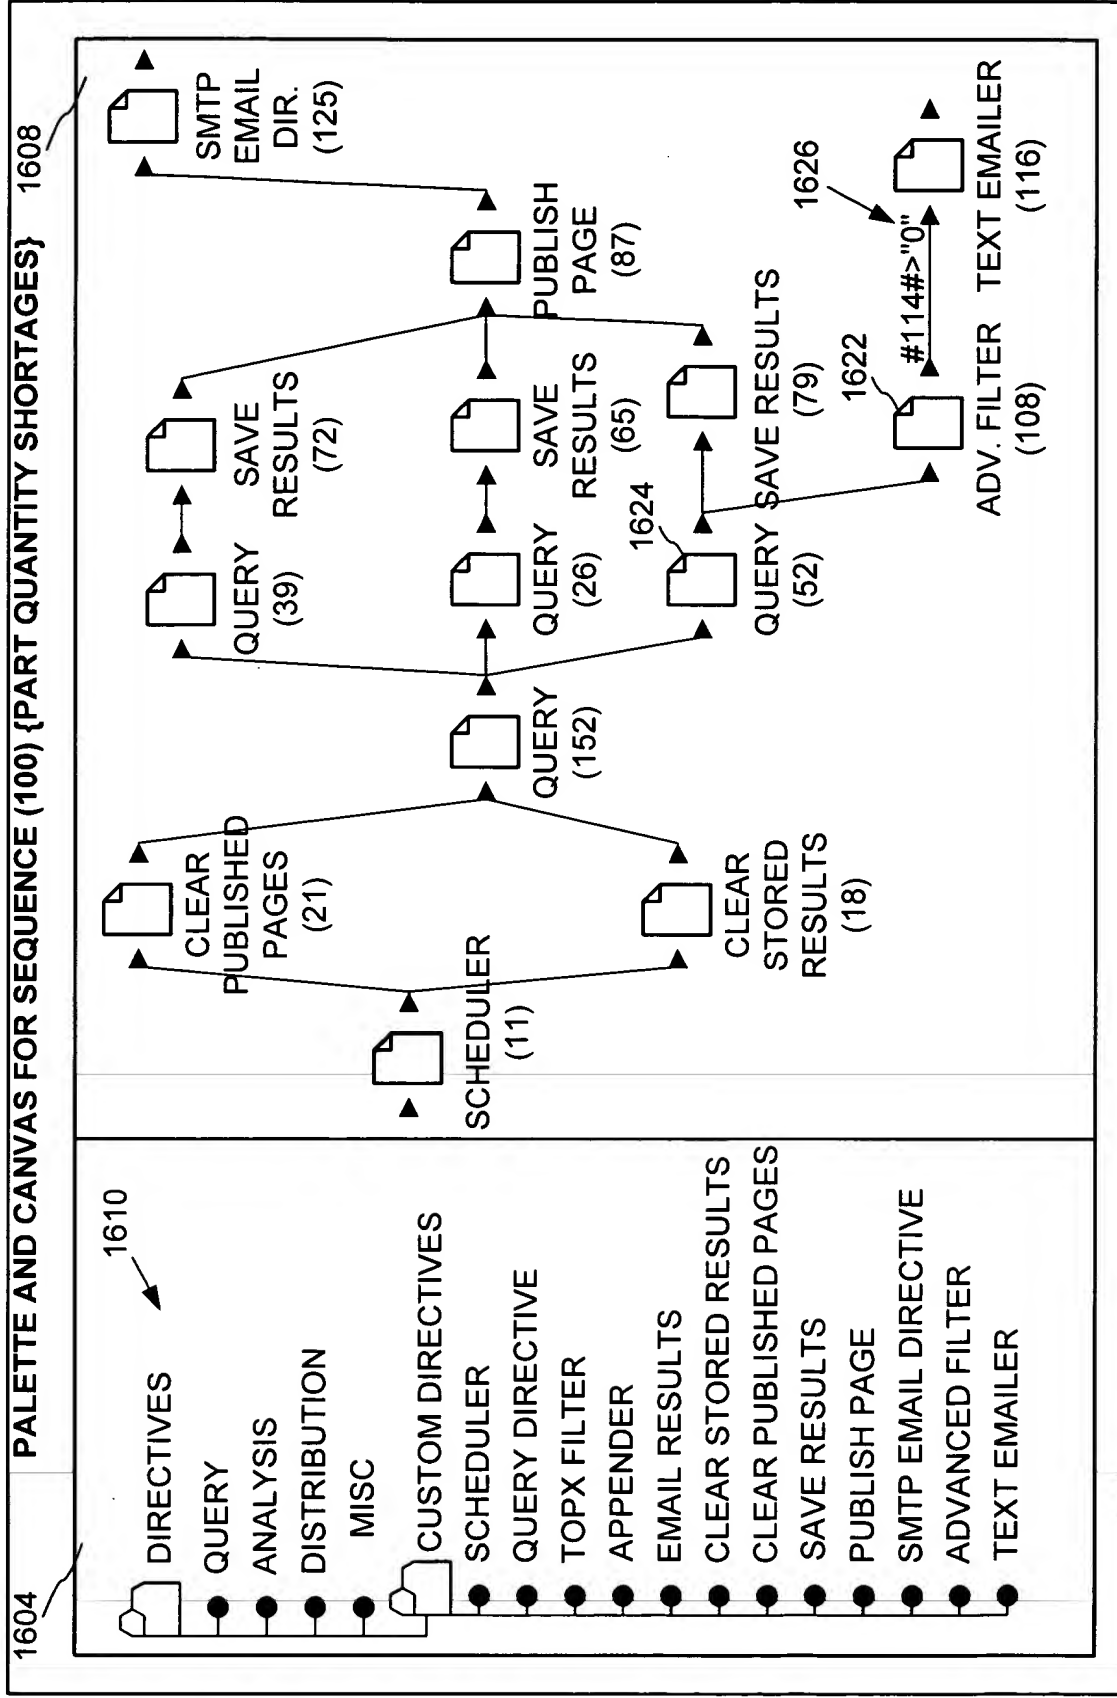 PALETTE AND CANVAS FOR SEQUENCE (100) {PART QUANTITY SHORTAGES}
1604
1608
1610
DIRECTIVES
QUERY
ANALYSIS
DISTRIBUTION
MISC
CUSTOM DIRECTIVES
SCHEDULER
QUERY DIRECTIVE
TOPX FILTER
APPENDER
EMAIL RESULTS
CLEAR STORED RESULTS
CLEAR PUBLISHED PAGES
SAVE RESULTS
PUBLISH PAGE
SMTP EMAIL DIRECTIVE
ADVANCED FILTER
TEXT EMAILER
SCHEDULER
(11)
CLEAR
PUBLISHED
PAGES
(21)
CLEAR
STORED
RESULTS
(18)
QUERY
(152)
QUERY
(39)
QUERY
(26)
1624
QUERY
(52)
SAVE
RESULTS
(72)
SAVE
RESULTS
(65)
SAVE RESULTS
(79)
PUBLISH
PAGE
(87)
SMTP
EMAIL
DIR.
(125)
1622
ADV. FILTER
(108)
#114#>"0"
1626
TEXT EMAILER
(116)